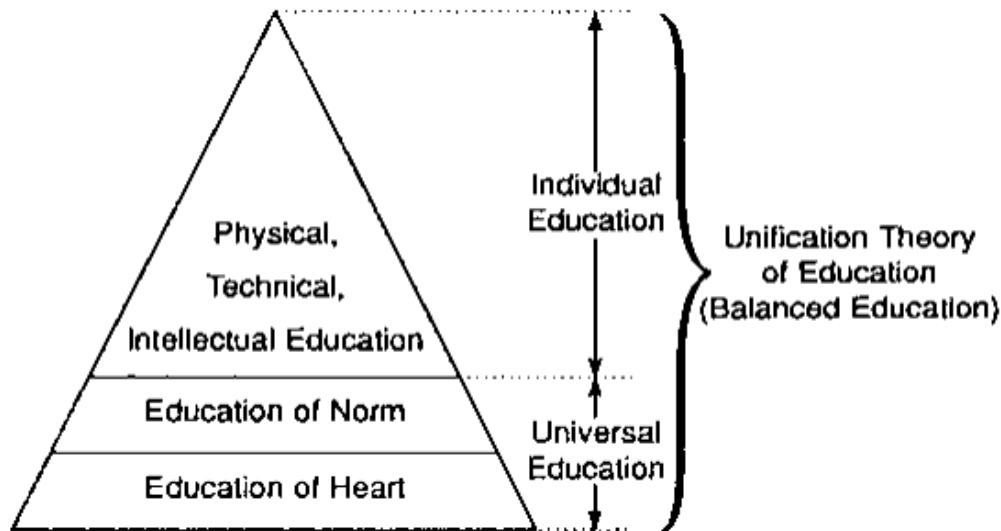 Physical,
Technical,
Intellectual Education
Education of Norm
Education of Heart
Individual
Education
Universal
Education
Unification Theory
of Education
(Balanced Education)